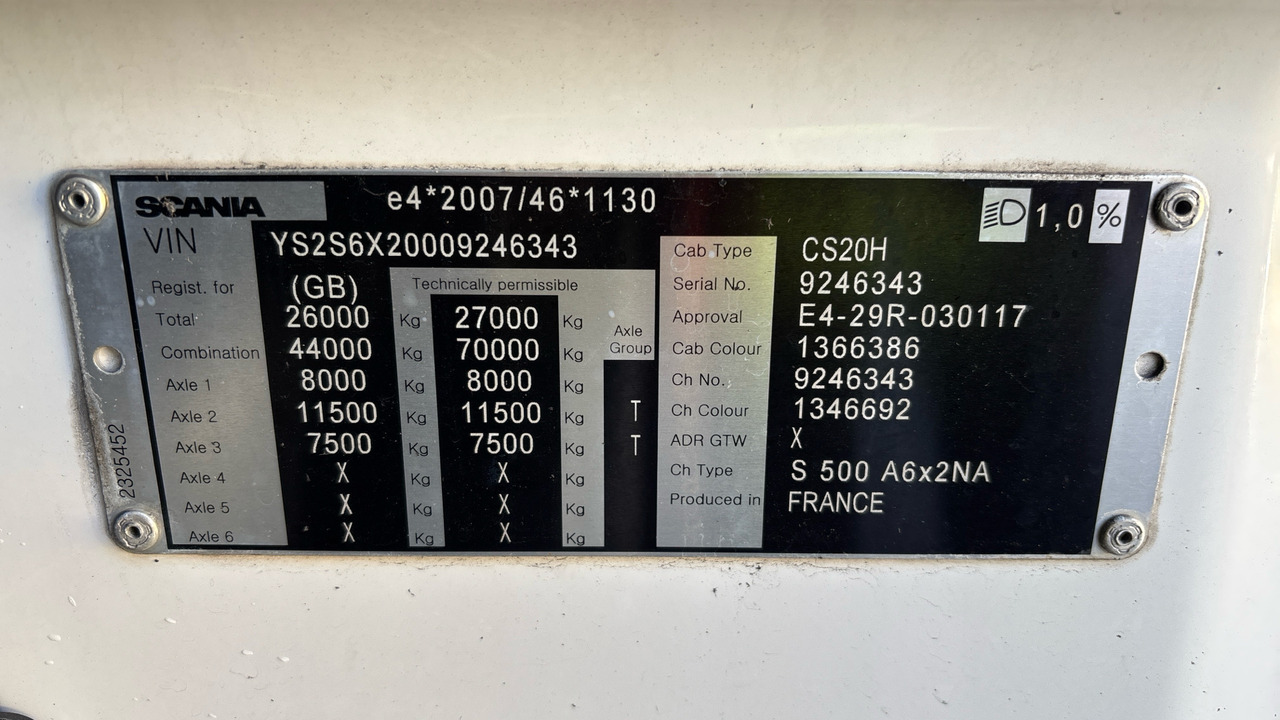 SCANIA e4*2007/46*1130 1,0 %
VIN YS2S6X20009246343
Regist. for (GB) Technically permissible
Total 26000 Kg 27000 Kg Axle Group
Combination 44000 Kg 70000 Kg
Axle 1 8000 Kg 8000 Kg
Axle 2 11500 Kg 11500 Kg T
Axle 3 7500 Kg 7500 Kg T
Axle 4 X Kg X Kg
Axle 5 X Kg X Kg
Axle 6 X Kg X Kg
Cab Type CS20H
Serial No. 9246343
Approval E4-29R-030117
Cab Colour 1366386
Ch No. 9246343
Ch Colour 1346692
ADR GTW X
Ch Type S 500 A6x2NA
Produced in FRANCE
2325452